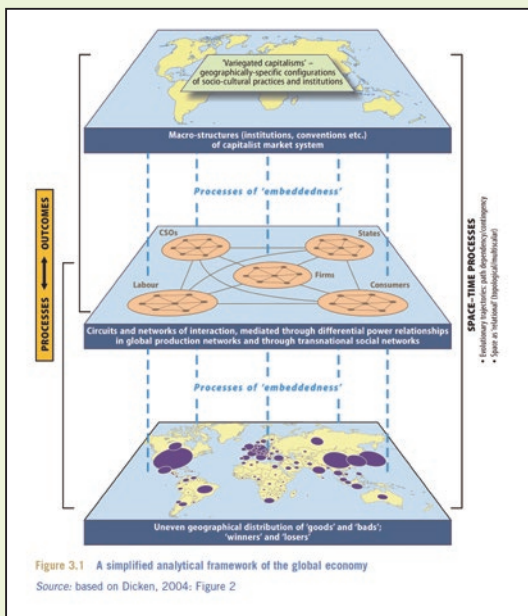 'Variegated capitalisms' –
geographically-specific configurations
of socio-cultural practices and institutions
Macro-structures (institutions, conventions etc.)
of capitalist market system
Processes of 'embeddedness'
CSOs
States
Firms
Labour
Consumers
Circuits and networks of interaction, mediated through differential power relationships
in global production networks and through transnational social networks
Processes of 'embeddedness'
Uneven geographical distribution of 'goods' and 'bads';
'winners' and 'losers'
PROCESSES ↔ OUTCOMES
SPACE–TIME PROCESSES
• Evolutionary trajectories: path dependency/contingency
• Space as 'relational' (topological/multiscalar)
Figure 3.1 A simplified analytical framework of the global economy
Source: based on Dicken, 2004: Figure 2